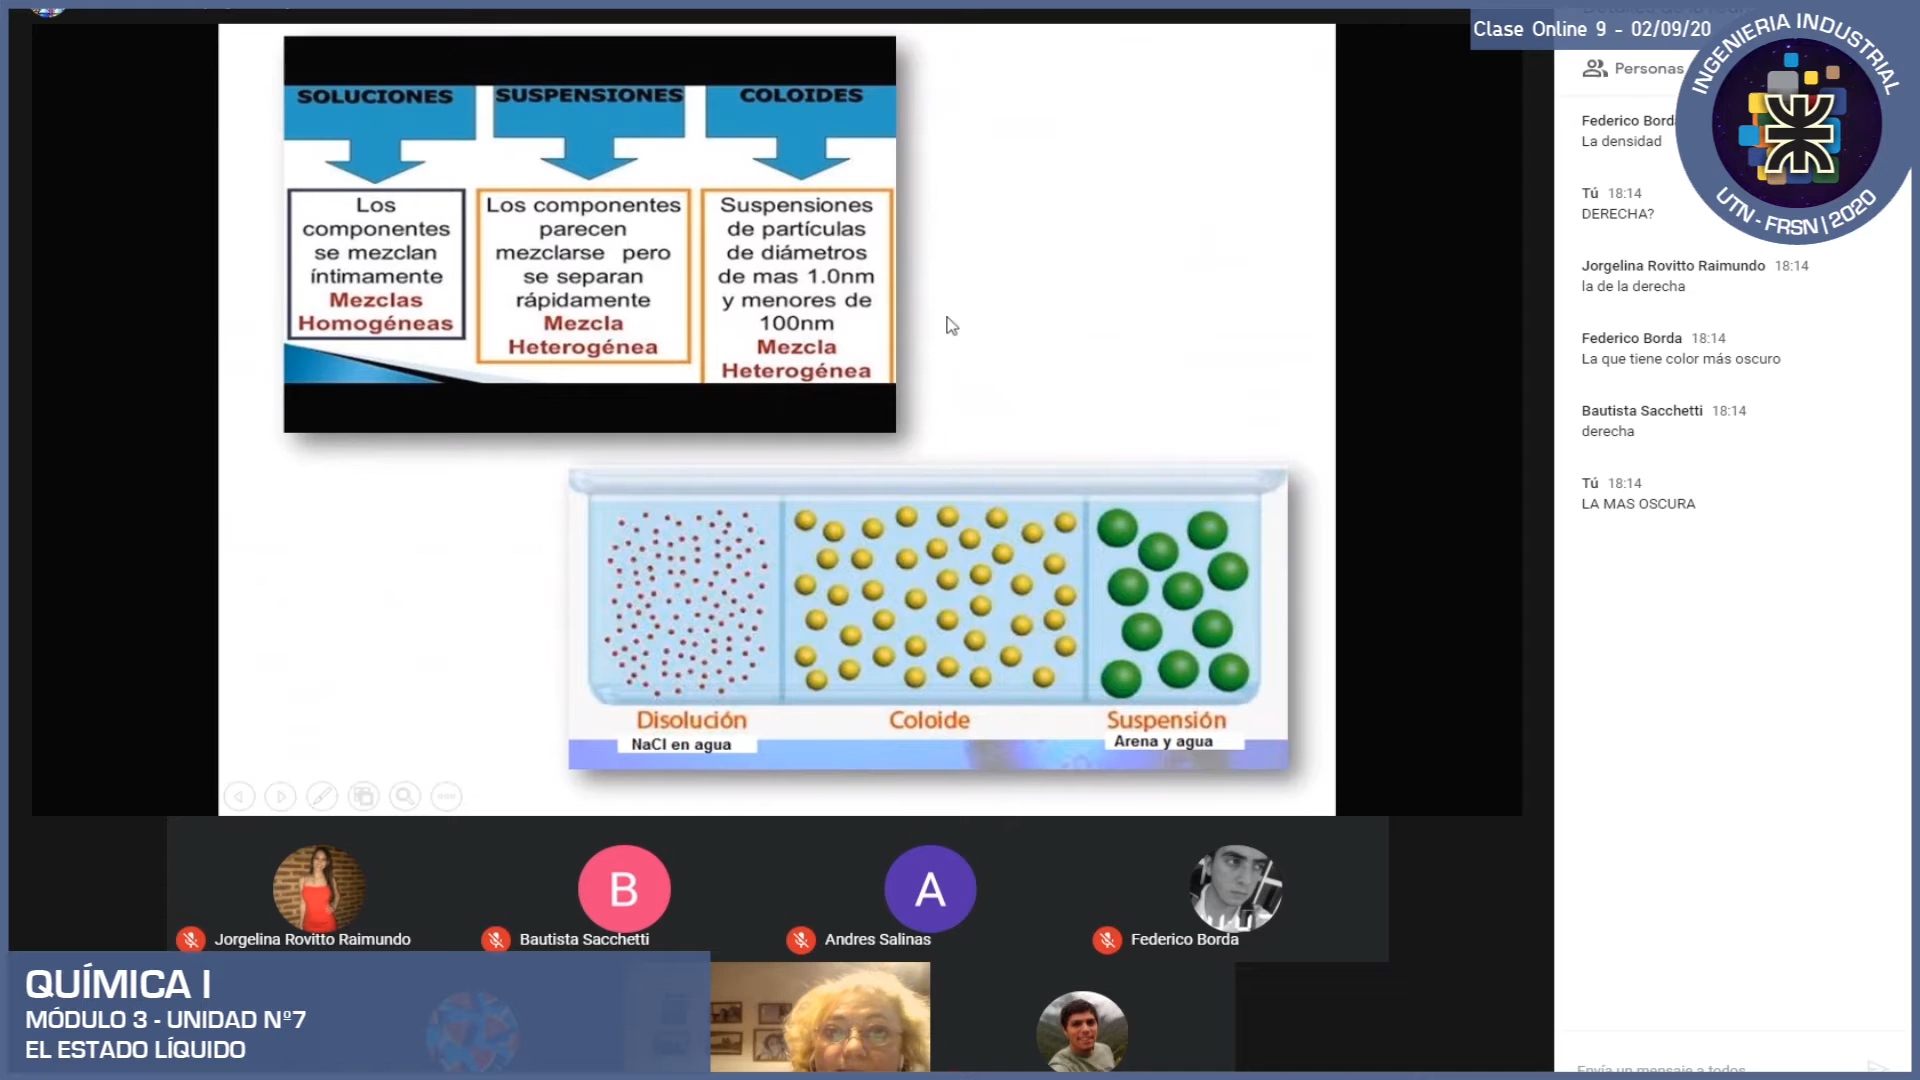 Clase Online 9 - 02/09/20
INGENIERIA INDUSTRIAL
UTN - FRSN | 2020
SOLUCIONES
Los
componentes
se mezclan
íntimamente
Mezclas
Homogéneas
SUSPENSIONES
Los componentes
parecen
mezclarse pero
se separan
rápidamente
Mezcla
Heterogénea
COLOIDES
Suspensiones
de partículas
de diámetros
de mas 1.0nm
y menores de
100nm
Mezcla
Heterogénea
Disolución
NaCl en agua
Coloide
Suspensión
Arena y agua
Personas
Federico Borda
La densidad
Tú 18:14
DERECHA?
Jorgelina Rovitto Raimundo 18:14
la de la derecha
Federico Borda 18:14
La que tiene color más oscuro
Bautista Sacchetti 18:14
derecha
Tú 18:14
LA MAS OSCURA
Envía un mensaje a todos
B
A
Jorgelina Rovitto Raimundo
Bautista Sacchetti
Andres Salinas
Federico Borda
QUÍMICA I
MÓDULO 3 - UNIDAD Nº7
EL ESTADO LÍQUIDO